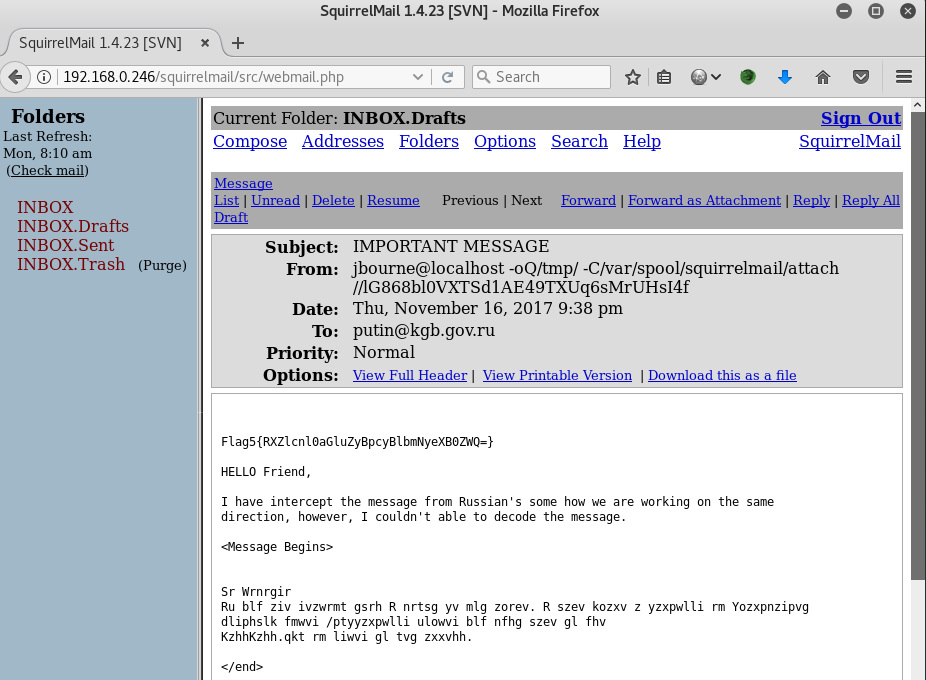 SquirrelMail 1.4.23 [SVN] - Mozilla Firefox
SquirrelMail 1.4.23 [SVN]
192.168.0.246/squirrelmail/src/webmail.php
Search
Folders
Last Refresh:
Mon, 8:10 am
(Check mail)
INBOX
INBOX.Drafts
INBOX.Sent
INBOX.Trash (Purge)
Current Folder: INBOX.Drafts Sign Out
Compose Addresses Folders Options Search Help SquirrelMail
Message
List | Unread | Delete | Resume Previous | Next Forward | Forward as Attachment | Reply | Reply All
Draft
Subject: IMPORTANT MESSAGE
From: jbourne@localhost -oQ/tmp/ -C/var/spool/squirrelmail/attach
//lG868bl0VXTSd1AE49TXUq6sMrUHsI4f
Date: Thu, November 16, 2017 9:38 pm
To: putin@kgb.gov.ru
Priority: Normal
Options: View Full Header | View Printable Version | Download this as a file
Flag5{RXZlcnl0aGluZyBpcyBlbmNyeXB0ZWQ=}
HELLO Friend,
I have intercept the message from Russian's some how we are working on the same
direction, however, I couldn't able to decode the message.
<Message Begins>
Sr Wrnrgir
Ru blf ziv ivzwrmt gsrh R nrtsg yv mlg zorev. R szev kozxv z yzxpwlli rm Yozxpnzipvg
dliphslk fmwvi /ptyyzxpwlli ulowvi blf nfhg szev gl fhv
KzhhKzhh.qkt rm liwvi gl tvg zxxvhh.
</end>